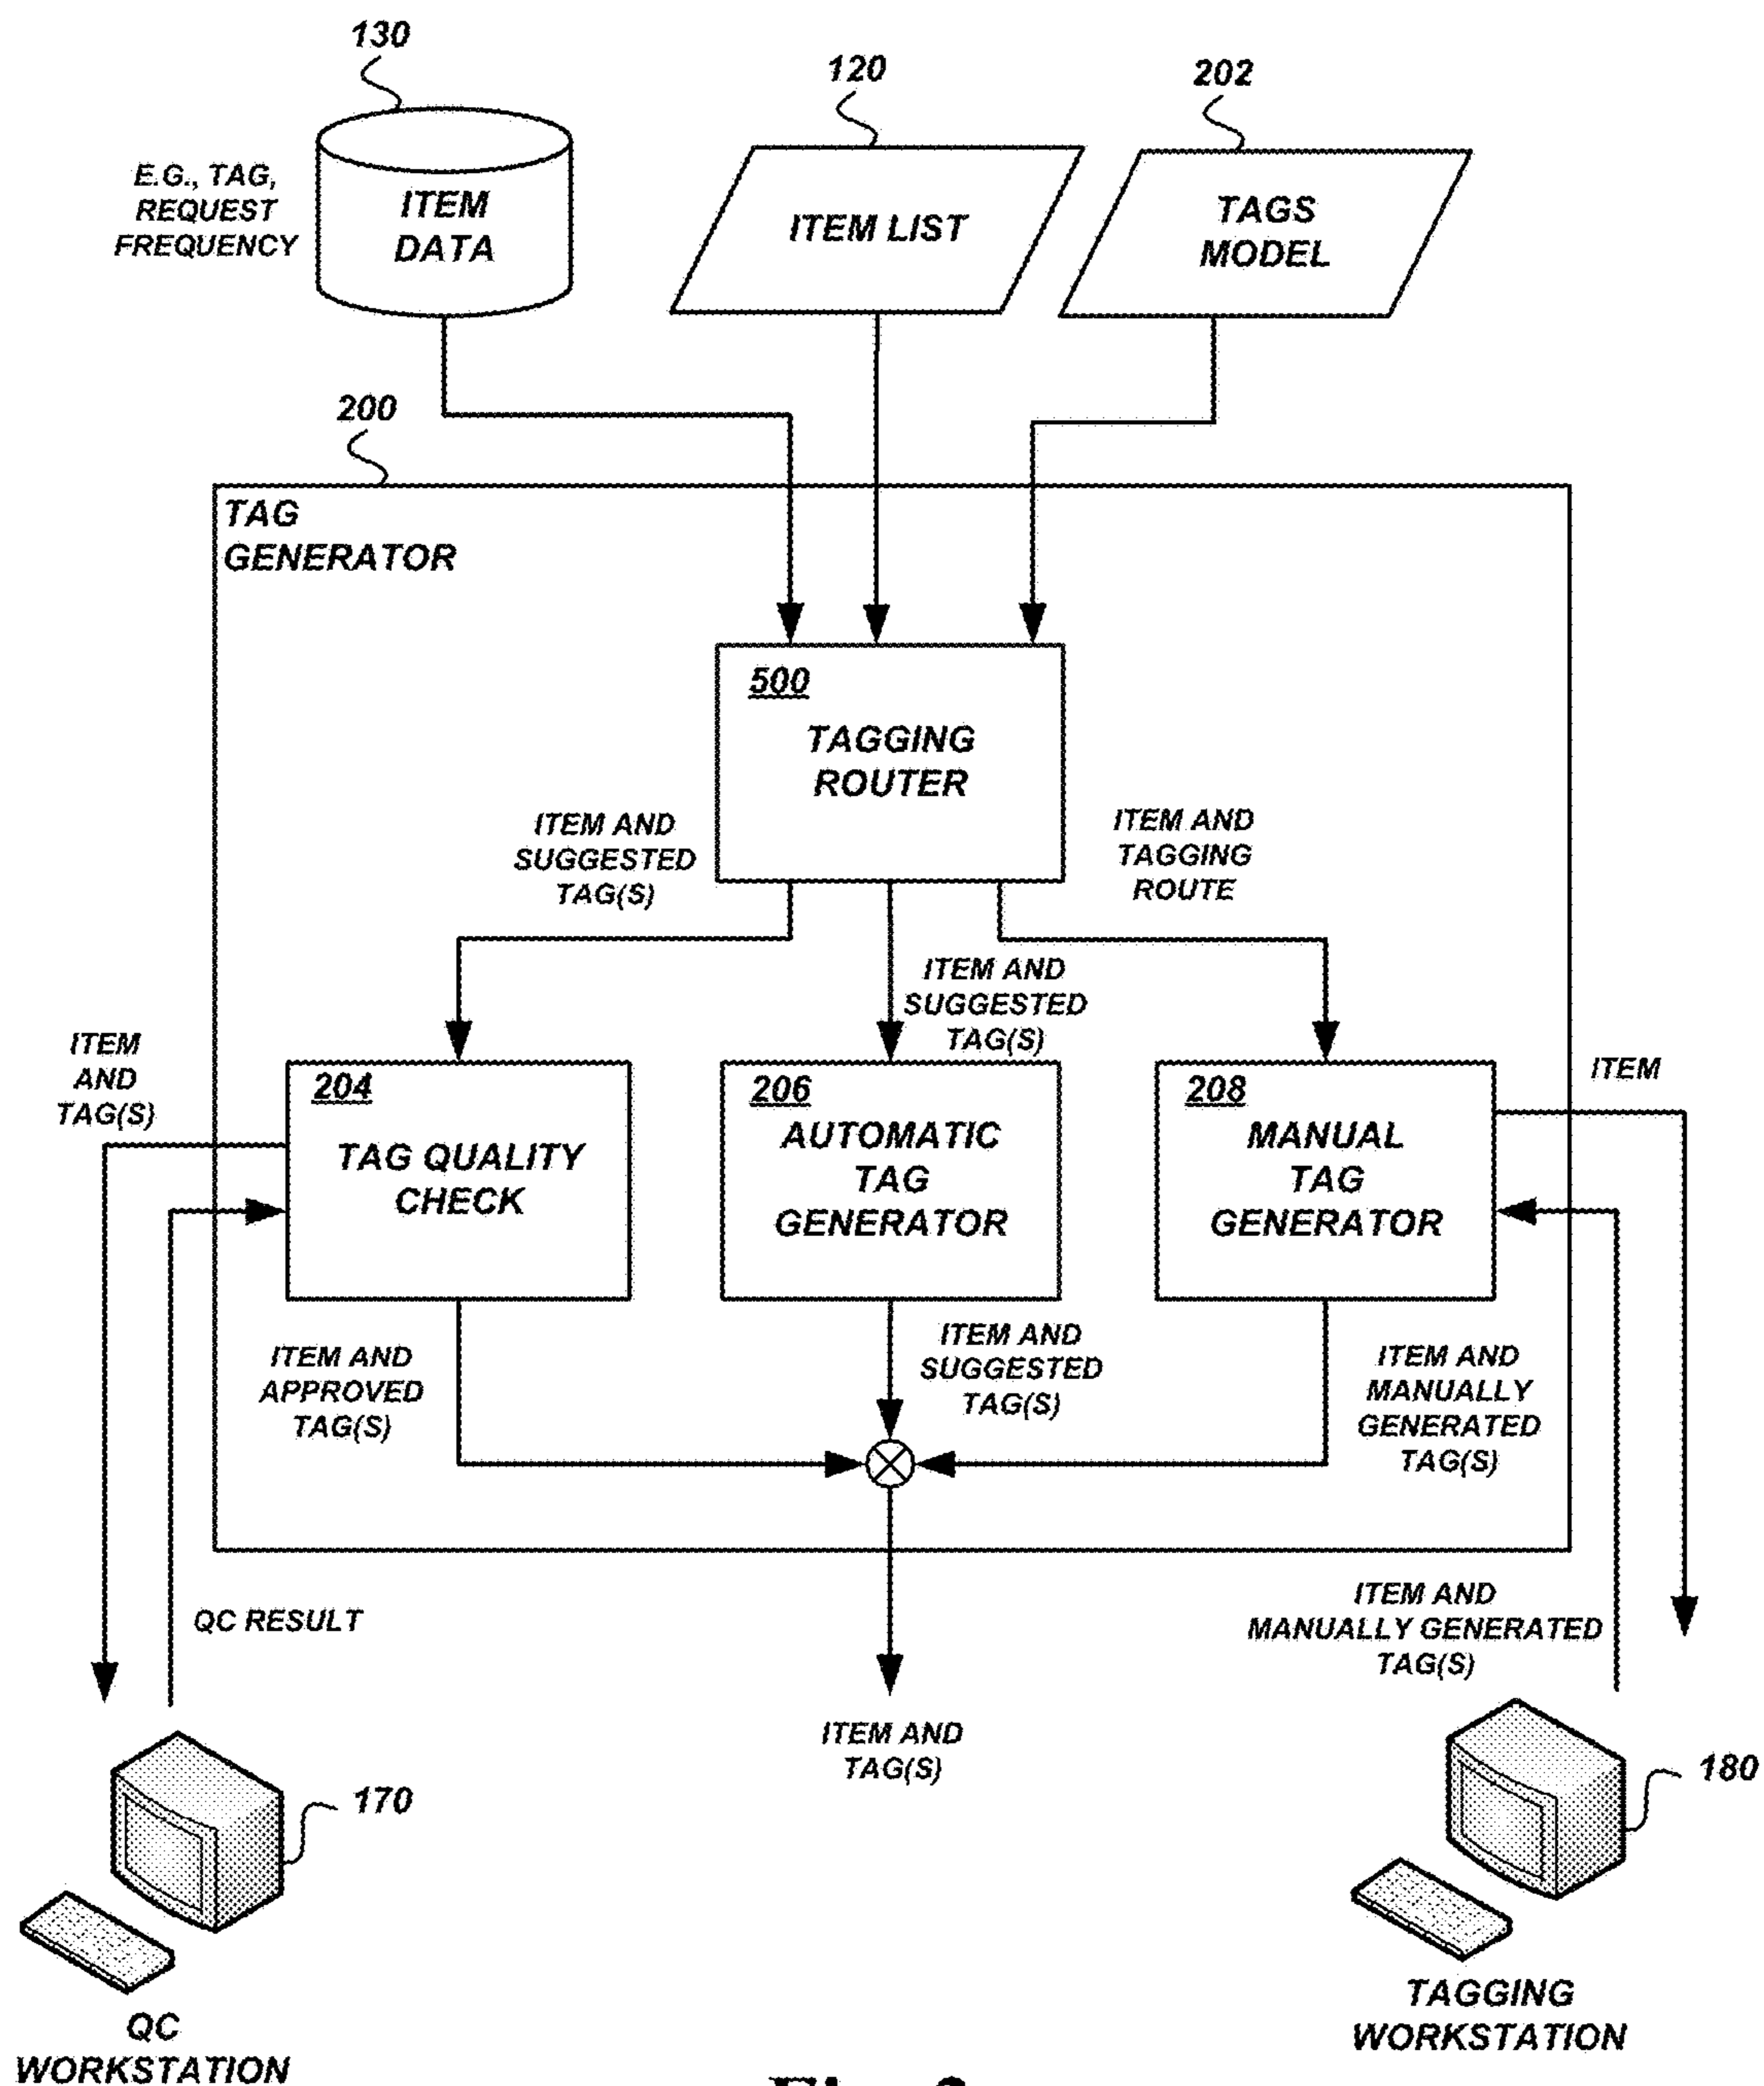 130
120
202
E.G., TAG,
REQUEST
FREQUENCY
ITEM
DATA
ITEM LIST
TAGS
MODEL
200
TAG
GENERATOR
500
TAGGING
ROUTER
ITEM AND
SUGGESTED
TAG(S)
ITEM AND
TAGGING
ROUTE
ITEM AND
SUGGESTED
TAG(S)
ITEM
AND
TAG(S)
204
TAG QUALITY
CHECK
206
AUTOMATIC
TAG
GENERATOR
208
MANUAL
TAG
GENERATOR
ITEM
ITEM AND
APPROVED
TAG(S)
ITEM AND
SUGGESTED
TAG(S)
ITEM AND
MANUALLY
GENERATED
TAG(S)
QC RESULT
ITEM AND
MANUALLY GENERATED
TAG(S)
ITEM AND
TAG(S)
170
180
QC
WORKSTATION
TAGGING
WORKSTATION